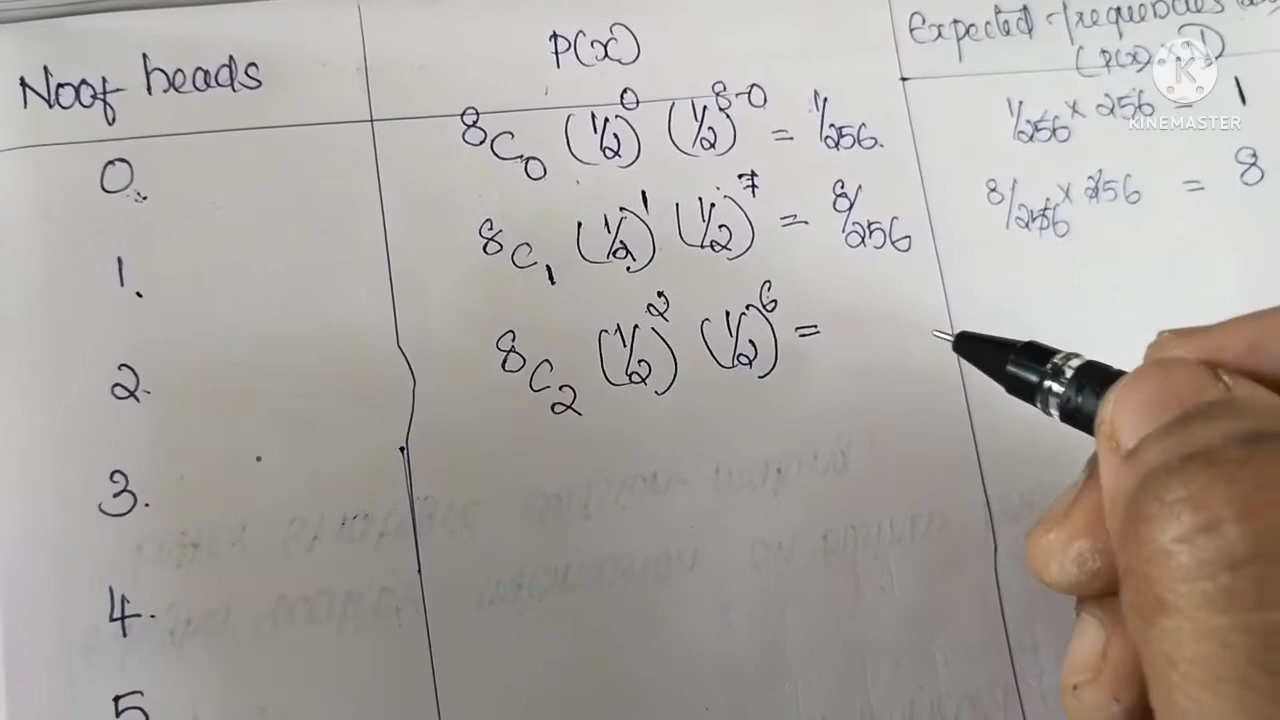 No of heads P(x) Expected frequencies
(P(x)
0. 8C0 (1/2)^0 (1/2)^8-0 = 1/256. 1/256 x 256 = 1
KINEMASTER
1. 8C1 (1/2)^1 (1/2)^7 = 8/256 8/256 x 256 = 8
2. 8C2 (1/2)^2 (1/2)^6 =
3.
4.
5